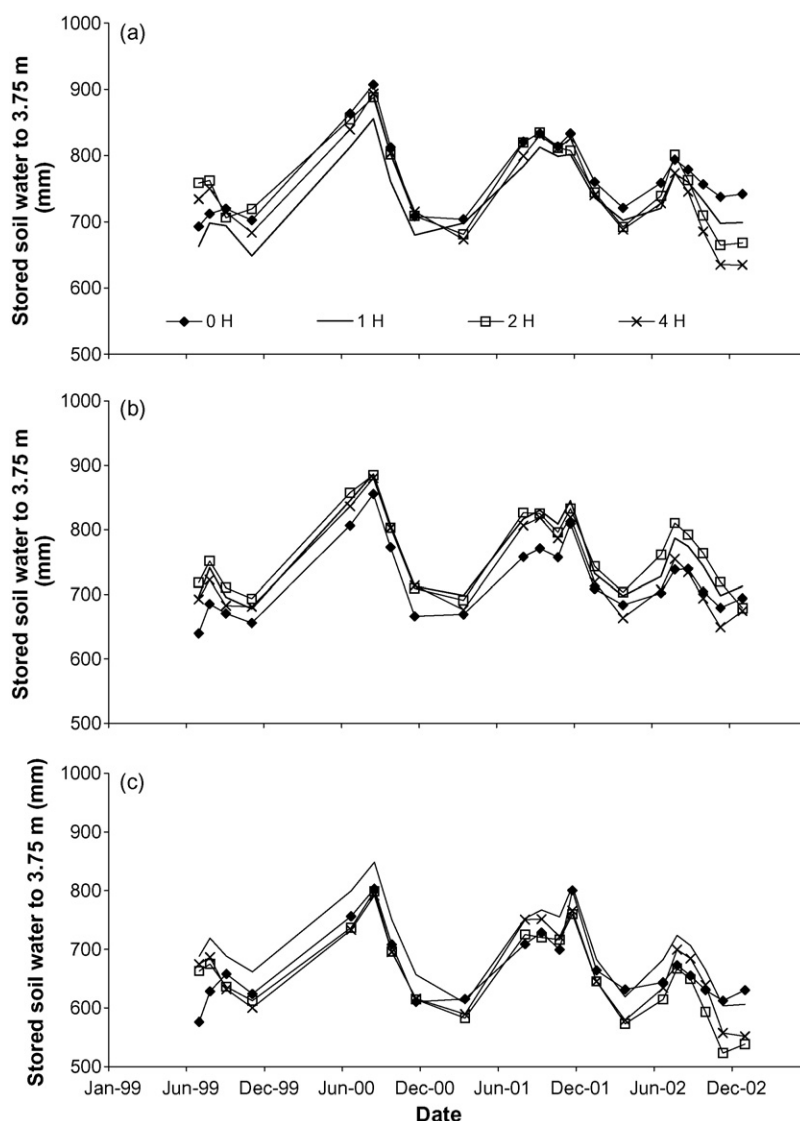 (a)
Stored soil water to 3.75 m
(mm)
1000
900
800
700
600
500
0 H
1 H
2 H
4 H
(b)
Stored soil water to 3.75 m
(mm)
1000
900
800
700
600
500
(c)
Stored soil water to 3.75 m (mm)
1000
900
800
700
600
500
Jan-99 Jun-99 Dec-99 Jun-00 Dec-00 Jun-01 Dec-01 Jun-02 Dec-02
Date